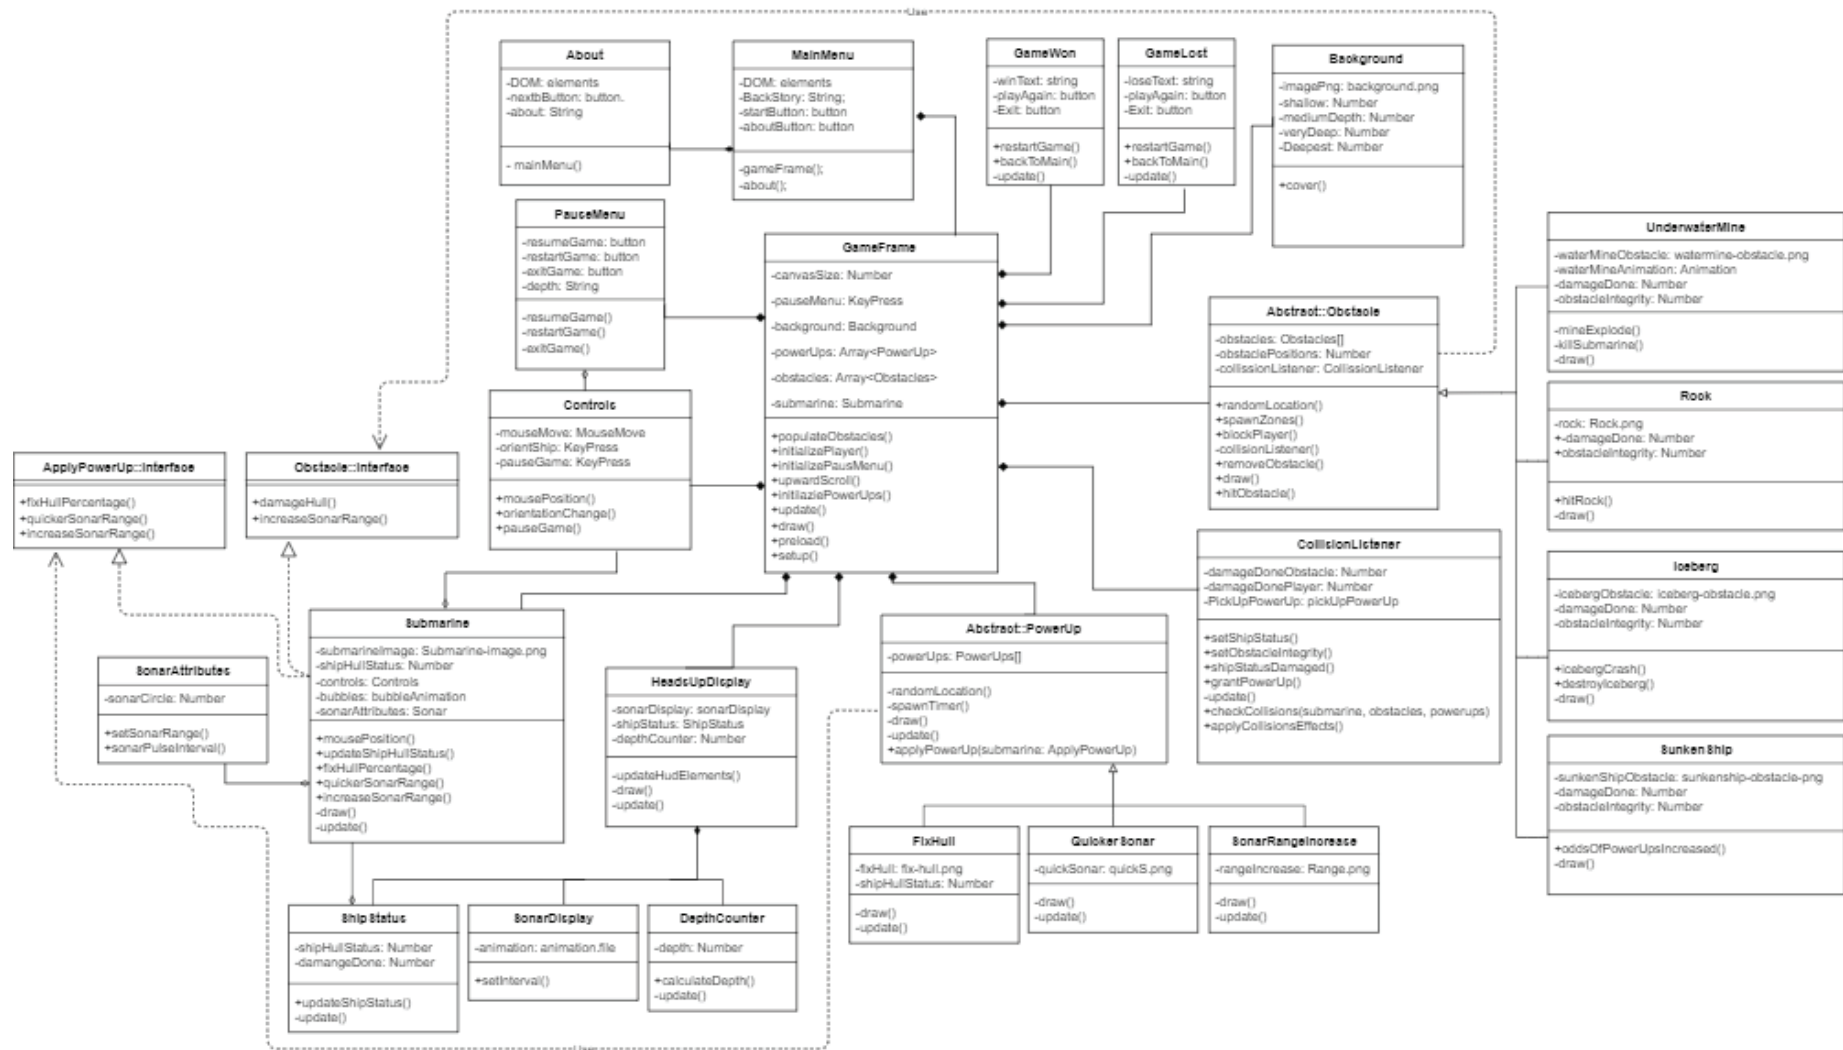 Use
About
-DOM: elements
-nextbButton: button.
-about: String
- mainMenu()
MainMenu
-DOM: elements
-BackStory: String;
-startButton: button
-aboutButton: button
-gameFrame();
-about();
GameWon
-winText: string
-playAgain: button
-Exit: button
+restartGame()
+backToMain()
-update()
GameLost
-loseText: string
-playAgain: button
-Exit: button
+restartGame()
+backToMain()
-update()
Background
-imagePng: background.png
-shallow: Number
-mediumDepth: Number
-veryDeep: Number
-Deepest: Number
+cover()
PauseMenu
-resumeGame: button
-restartGame: button
-exitGame: button
-depth: String
-resumeGame()
-restartGame()
-exitGame()
GameFrame
-canvasSize: Number
-pauseMenu: KeyPress
-background: Background
-powerUps: Array<PowerUp>
-obstacles: Array<Obstacles>
-submarine: Submarine
+populateObstacles()
+initializePlayer()
+initializePausMenu()
+upwardScroll()
+initilaziePowerUps()
+update()
+draw()
+preload()
+setup()
Abstract::Obstacle
-obstacles: Obstacles[]
-obstaclePositions: Number
-collissionListener: CollissionListener
+randomLocation()
+spawnZones()
+blockPlayer()
-collisionListener()
+removeObstacle()
+draw()
+hitObstacle()
UnderwaterMine
-waterMineObstacle: watermine-obstacle.png
-waterMineAnimation: Animation
-damageDone: Number
-obstacleIntegrity: Number
-mineExplode()
-killSubmarine()
-draw()
Rock
-rock: Rock.png
+-damageDone: Number
+obstacleIntegrity: Number
+hitRock()
-draw()
Controls
-mouseMove: MouseMove
-orientShip: KeyPress
-pauseGame: KeyPress
+mousePosition()
+orientationChange()
+pauseGame()
ApplyPowerUp::Interface
+fixHullPercentage()
+quickerSonarRange()
+increaseSonarRange()
Obstacle::Interface
+damageHull()
+increaseSonarRange()
CollisionListener
-damageDoneObstacle: Number
-damageDonePlayer: Number
-PickUpPowerUp: pickUpPowerUp
+setShipStatus()
+setObstacleIntegrity()
+shipStatusDamaged()
+grantPowerUp()
-update()
+checkCollisions(submarine, obstacles, powerups)
+applyCollisionsEffects()
Iceberg
-icebergObstacle: iceberg-obstacle.png
-damageDone: Number
-obstacleIntegrity: Number
+icebergCrash()
+destroyIceberg()
-draw()
Submarine
-submarineImage: Submarine-image.png
-shipHullStatus: Number
-controls: Controls
-bubbles: bubbleAnimation
-sonarAttributes: Sonar
+mousePosition()
+updateShipHullStatus()
+fixHullPercentage()
+quickerSonarRange()
+increaseSonarRange()
-draw()
-update()
SonarAttributes
-sonarCircle: Number
+setSonarRange()
+sonarPulseInterval()
HeadsUpDisplay
-sonarDisplay: sonarDisplay
-shipStatus: ShipStatus
-depthCounter: Number
-updateHudElements()
-draw()
-update()
Abstract::PowerUp
-powerUps: PowerUps[]
-randomLocation()
-spawnTimer()
-draw()
-update()
+applyPowerUp(submarine: ApplyPowerUp)
SunkenShip
-sunkenShipObstacle: sunkenship-obstacle-png
-damageDone: Number
-obstacleIntegrity: Number
+oddsOfPowerUpsIncreased()
-draw()
FixHull
-fixHull: fix-hull.png
-shipHullStatus: Number
-draw()
-update()
QuickerSonar
-quickSonar: quickS.png
-draw()
-update()
SonarRangeIncrease
-rangeIncrease: Range.png
-draw()
-update()
ShipStatus
-shipHullStatus: Number
-damangeDone: Number
+updateShipStatus()
-update()
SonarDisplay
-animation: animation.file
+setInterval()
DepthCounter
-depth: Number
+calculateDepth()
-update()